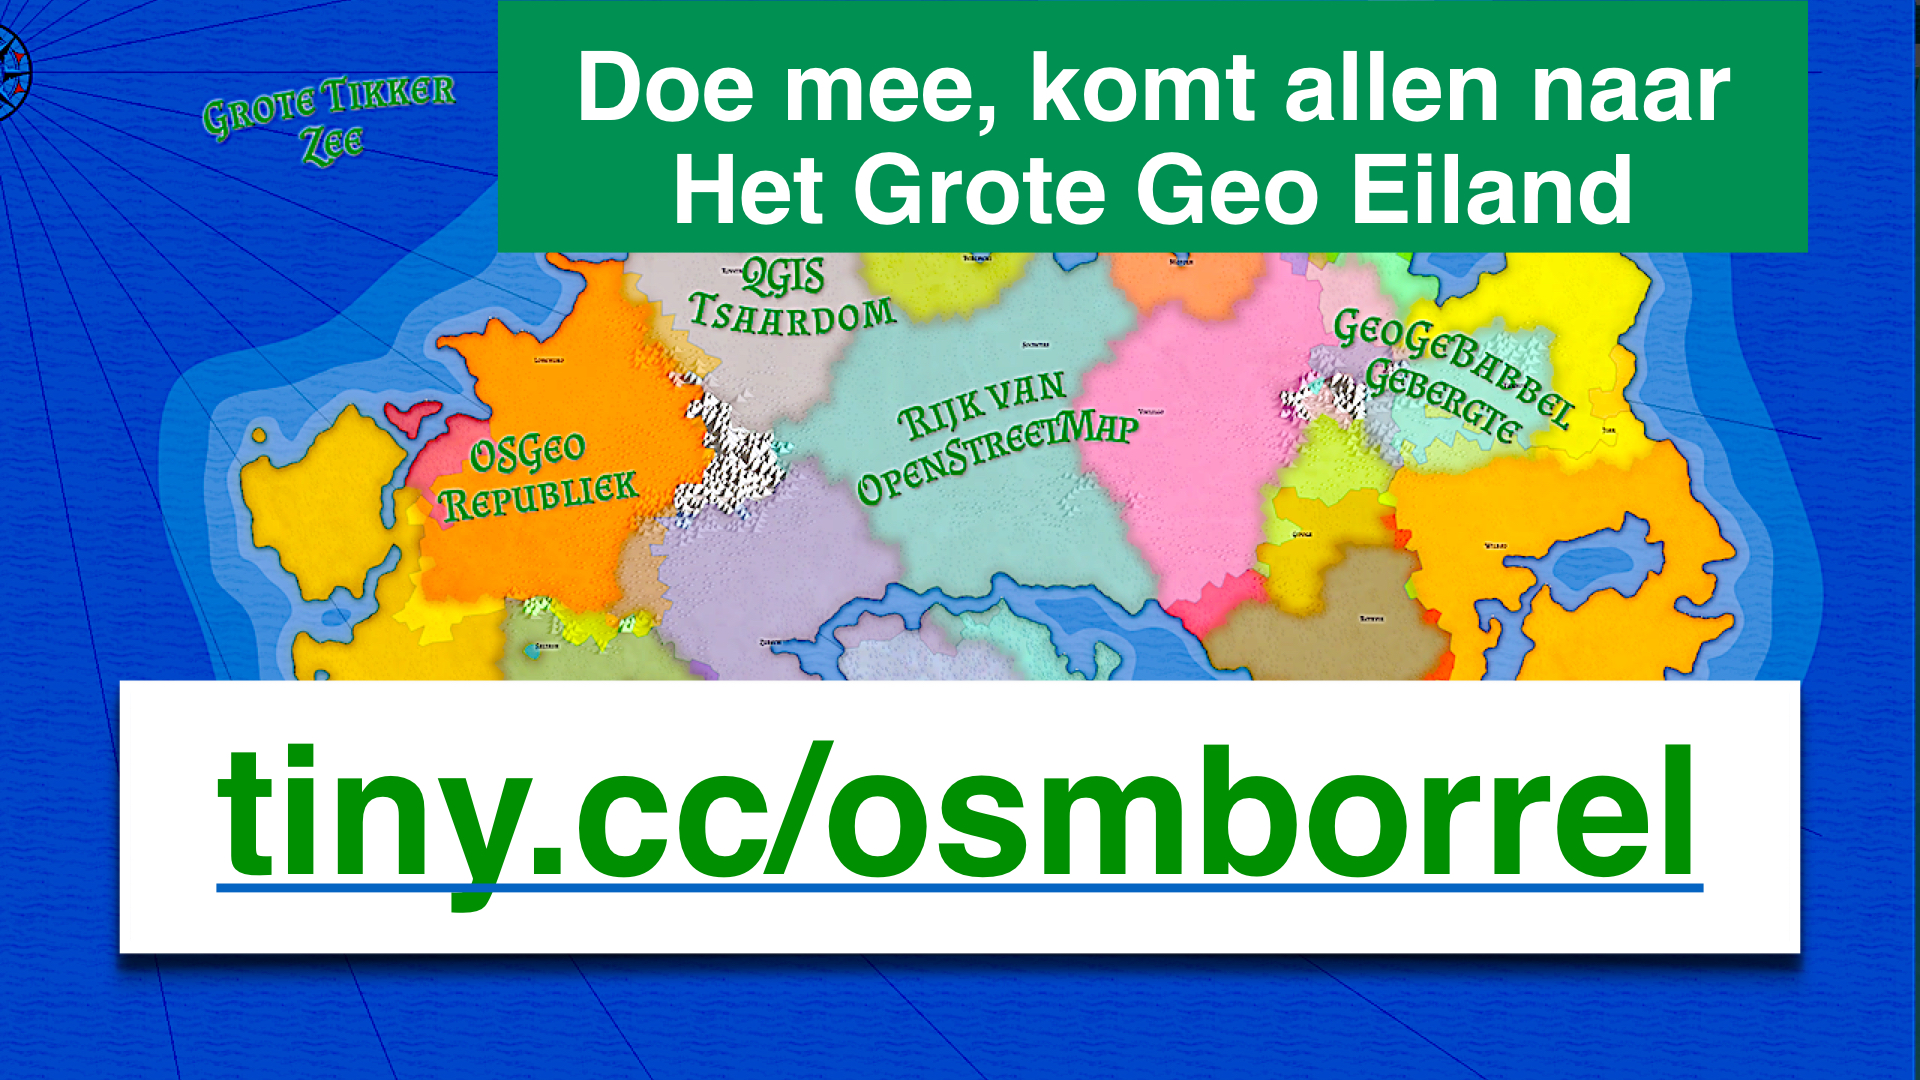 Doe mee, komt allen naar
Het Grote Geo Eiland
Grote Tikker
Zee
QGIS
Tsaardom
GeoGeBabbel
Gebergte
Rijk van
OpenStreetMap
OSGeo
Republiek
tiny.cc/osmborrel